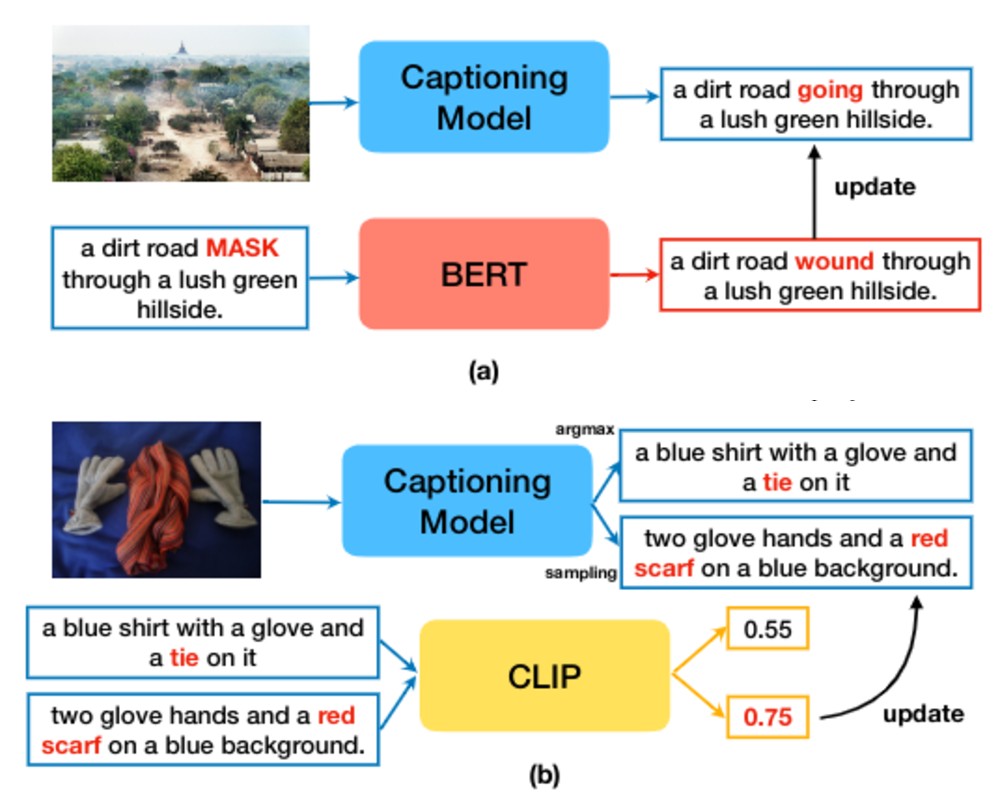 Captioning
Model
a dirt road going through
a lush green hillside.
update
a dirt road MASK
through a lush green
hillside.
BERT
a dirt road wound through
a lush green hillside.
(a)
argmax
Captioning
Model
a blue shirt with a glove and
a tie on it
two glove hands and a red
scarf on a blue background.
sampling
a blue shirt with a glove and
a tie on it
two glove hands and a red
scarf on a blue background.
CLIP
0.55
0.75
update
(b)